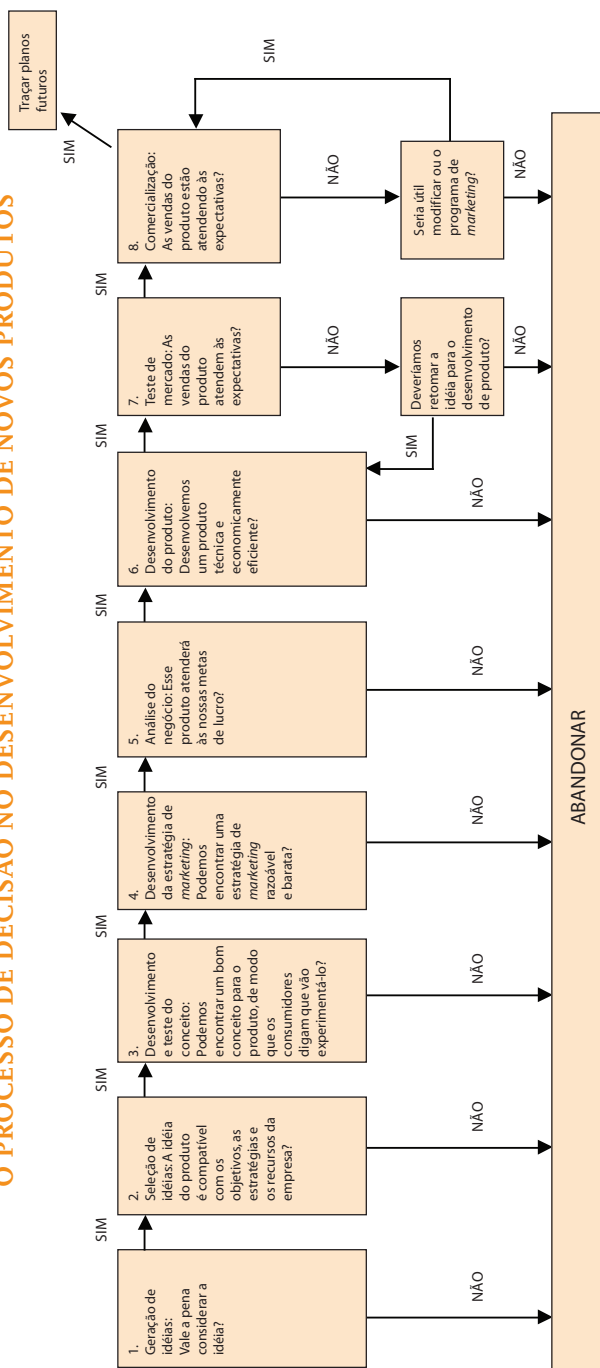 O PROCESSO DE DECISÃO NO DESENVOLVIMENTO DE NOVOS PRODUTOS
1.
Geração de
idéias:
Vale a pena
considerar a
idéia?
SIM
NÃO
2.
Seleção de
idéias: A idéia
do produto
é compatível
com os
objetivos, as
estratégias e
os recursos da
empresa?
SIM
NÃO
3.
Desenvolvimento
e teste do
conceito:
Podemos
encontrar um bom
conceito para o
produto, de modo
que os
consumidores
digam que vão
experimentá-lo?
SIM
NÃO
4.
Desenvolvimento
da estratégia de
marketing:
Podemos
encontrar uma
estratégia de
marketing
razoável
e barata?
SIM
NÃO
5.
Análise do
negócio: Esse
produto atenderá
às nossas metas
de lucro?
SIM
NÃO
6.
Desenvolvimento
do produto:
Desenvolvemos
um produto
técnica e
economicamente
eficiente?
SIM
NÃO
7.
Teste de
mercado: As
vendas do
produto
atendem às
expectativas?
SIM
NÃO
Deveríamos
retomar a
idéia para o
desenvolvimento
de produto?
SIM
NÃO
8.
Comercialização:
As vendas do
produto estão
atendendo às
expectativas?
SIM
NÃO
Seria útil
modificar ou o
programa de
marketing?
SIM
NÃO
Traçar planos
futuros
ABANDONAR